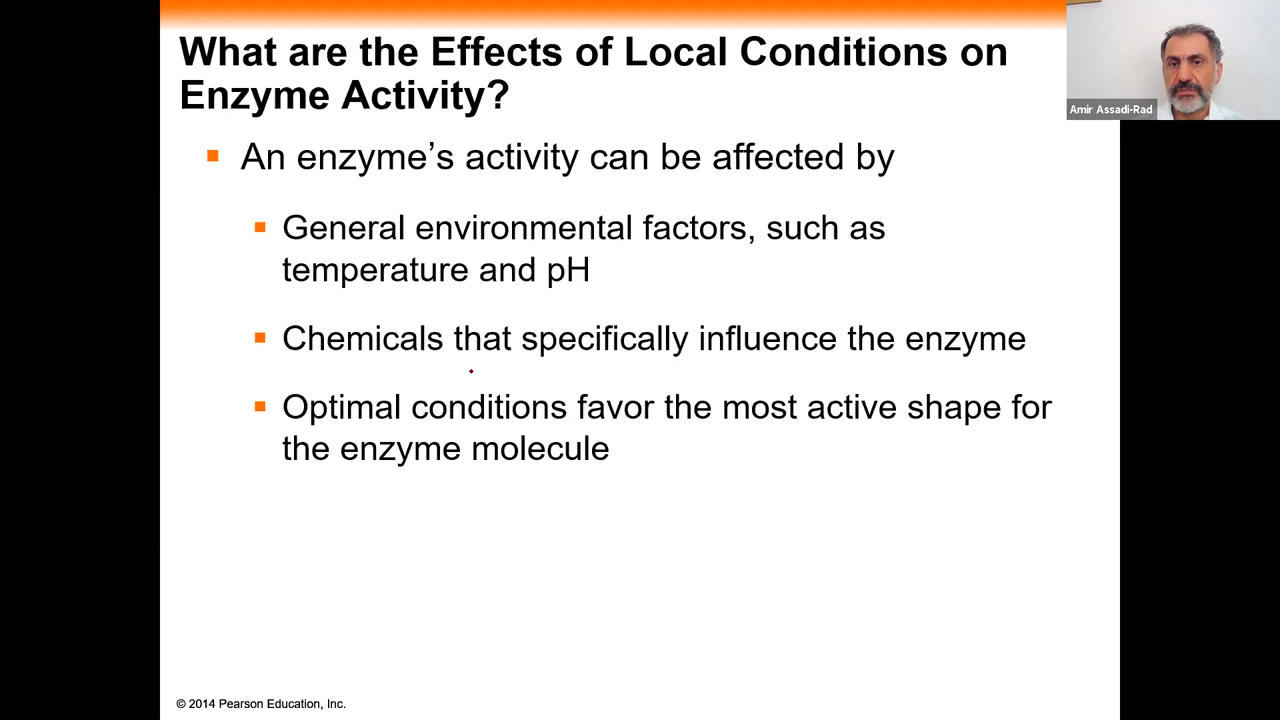 What are the Effects of Local Conditions on
Enzyme Activity?
Amir Assadi-Rad
An enzyme’s activity can be affected by
General environmental factors, such as
temperature and pH
Chemicals that specifically influence the enzyme
Optimal conditions favor the most active shape for
the enzyme molecule
© 2014 Pearson Education, Inc.